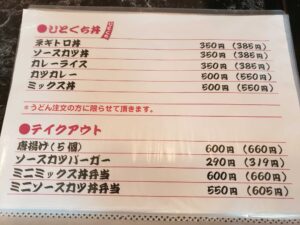 ●ひとくち丼
ネギトロ丼 350円 (385円)
ソースカツ丼 350円 (385円)
カレーライス 350円 (385円)
カツカレー 500円 (550円)
ミックス丼 500円 (550円)
※うどん注文の方に限らせて頂きます。
●テイクアウト
唐揚げ(5個) 600円 (660円)
ソースカツバーガー 290円 (319円)
ミニミックス丼弁当 600円 (660円)
ミニソースカツ丼弁当 550円 (605円)